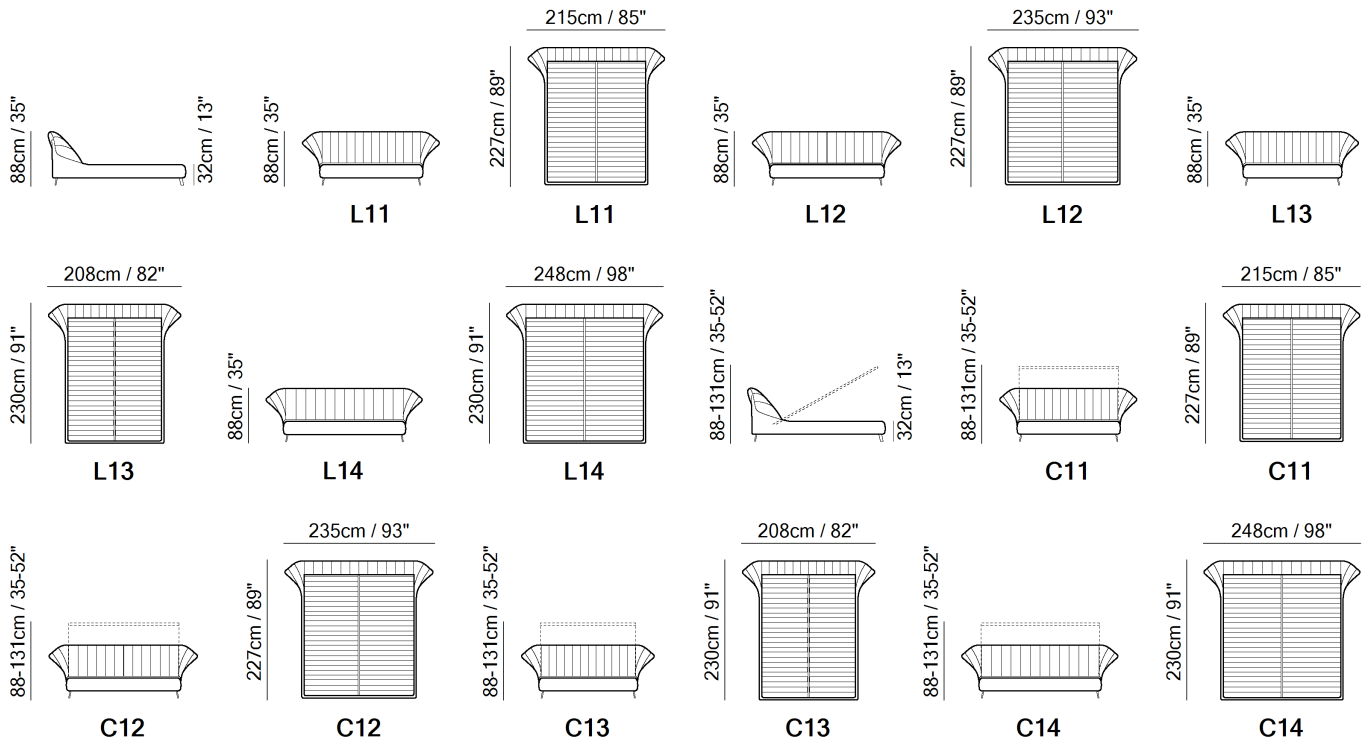 215cm / 85"
235cm / 93"
88cm / 35"
32cm / 13"
88cm / 35"
227cm / 89"
88cm / 35"
227cm / 89"
88cm / 35"
L11
L11
L12
L12
L13
208cm / 82"
248cm / 98"
215cm / 85"
230cm / 91"
88cm / 35"
230cm / 91"
88-131cm / 35-52"
32cm / 13"
88-131cm / 35-52"
227cm / 89"
L13
L14
L14
C11
C11
235cm / 93"
208cm / 82"
248cm / 98"
88-131cm / 35-52"
227cm / 89"
88-131cm / 35-52"
230cm / 91"
88-131cm / 35-52"
230cm / 91"
C12
C12
C13
C13
C14
C14